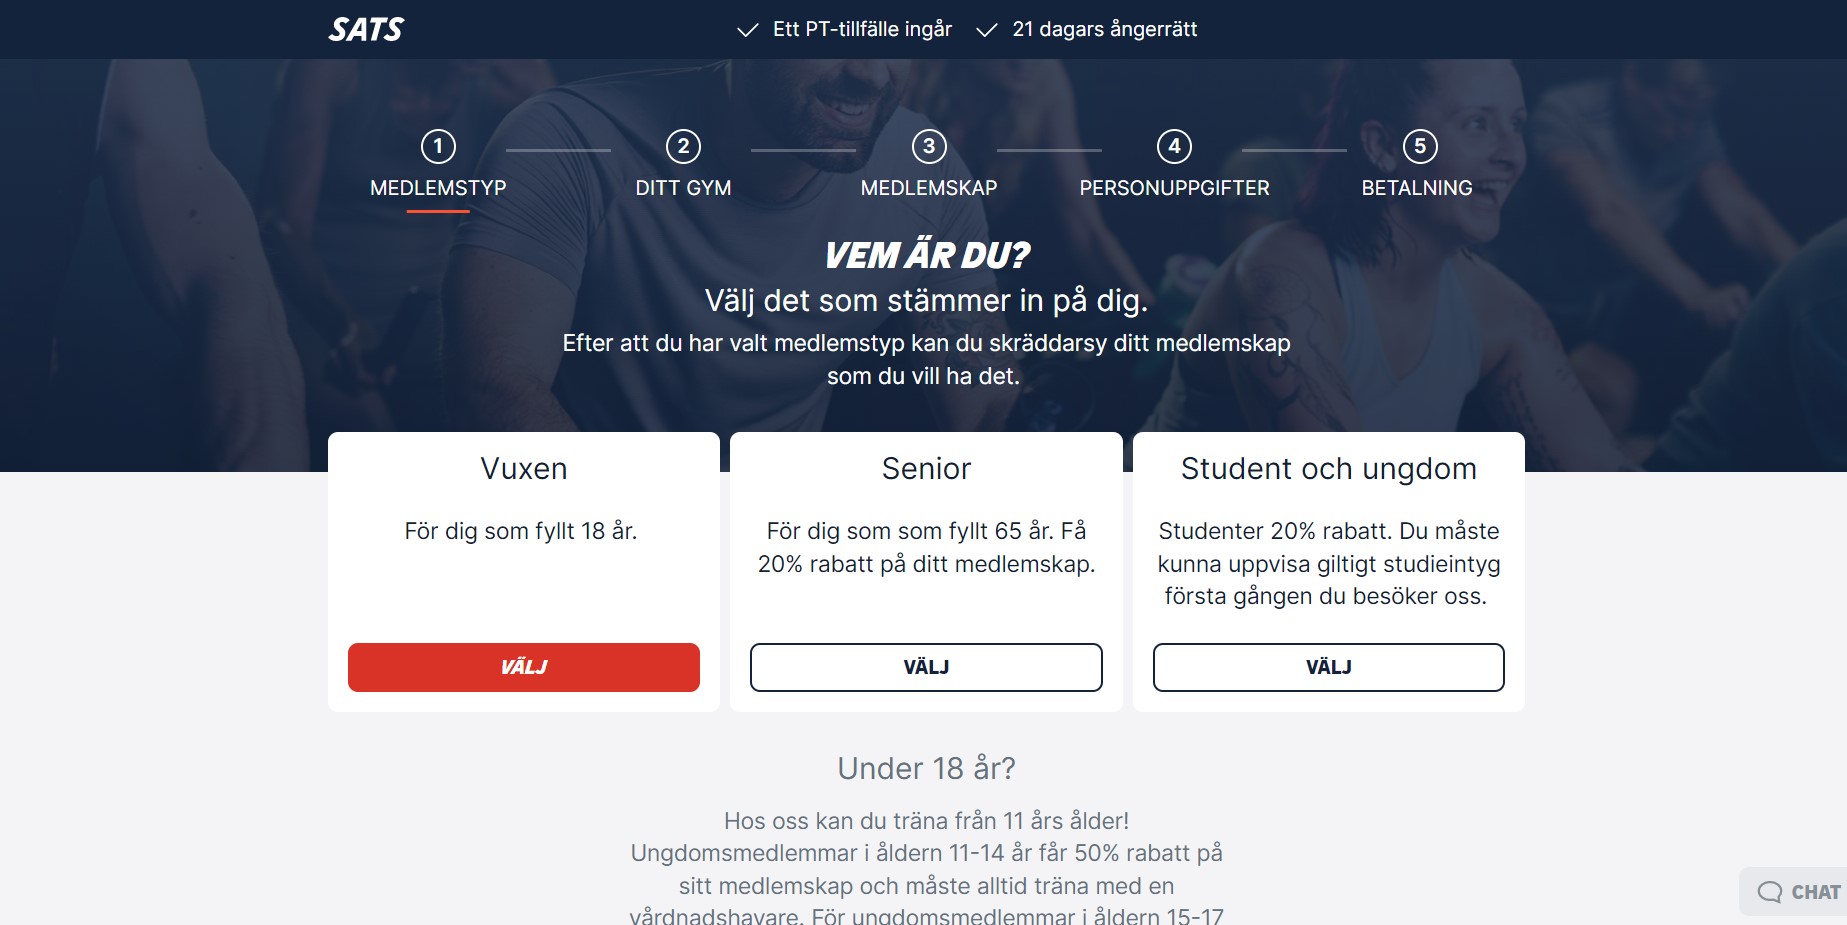 SATS
Ett PT-tillfälle ingår
21 dagars ångerrätt
1
MEDLEMSTYP
2
DITT GYM
3
MEDLEMSKAP
4
PERSONUPPGIFTER
5
BETALNING
VEM ÄR DU?
Välj det som stämmer in på dig.
Efter att du har valt medlemstyp kan du skräddarsy ditt medlemskap
som du vill ha det.
Vuxen
För dig som fyllt 18 år.
VÄLJ
Senior
För dig som som fyllt 65 år. Få
20% rabatt på ditt medlemskap.
VÄLJ
Student och ungdom
Studenter 20% rabatt. Du måste
kunna uppvisa giltigt studieintyg
första gången du besöker oss.
VÄLJ
Under 18 år?
Hos oss kan du träna från 11 års ålder!
Ungdomsmedlemmar i åldern 11-14 år får 50% rabatt på
sitt medlemskap och måste alltid träna med en
vårdnadshavare. För ungdomsmedlemmar i åldern 15-17
CHAT